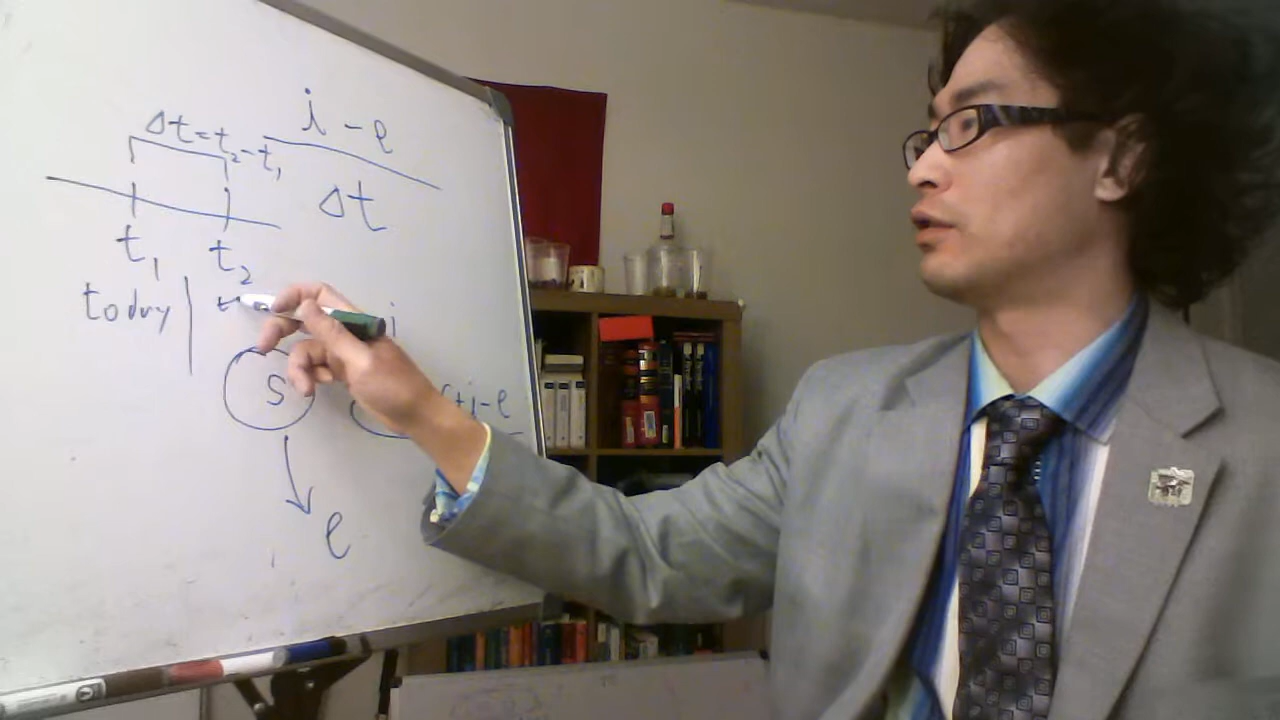 i - e
Δt = t₂ - t₁
Δt
t₁ t₂
today
i
S
+i-e
e